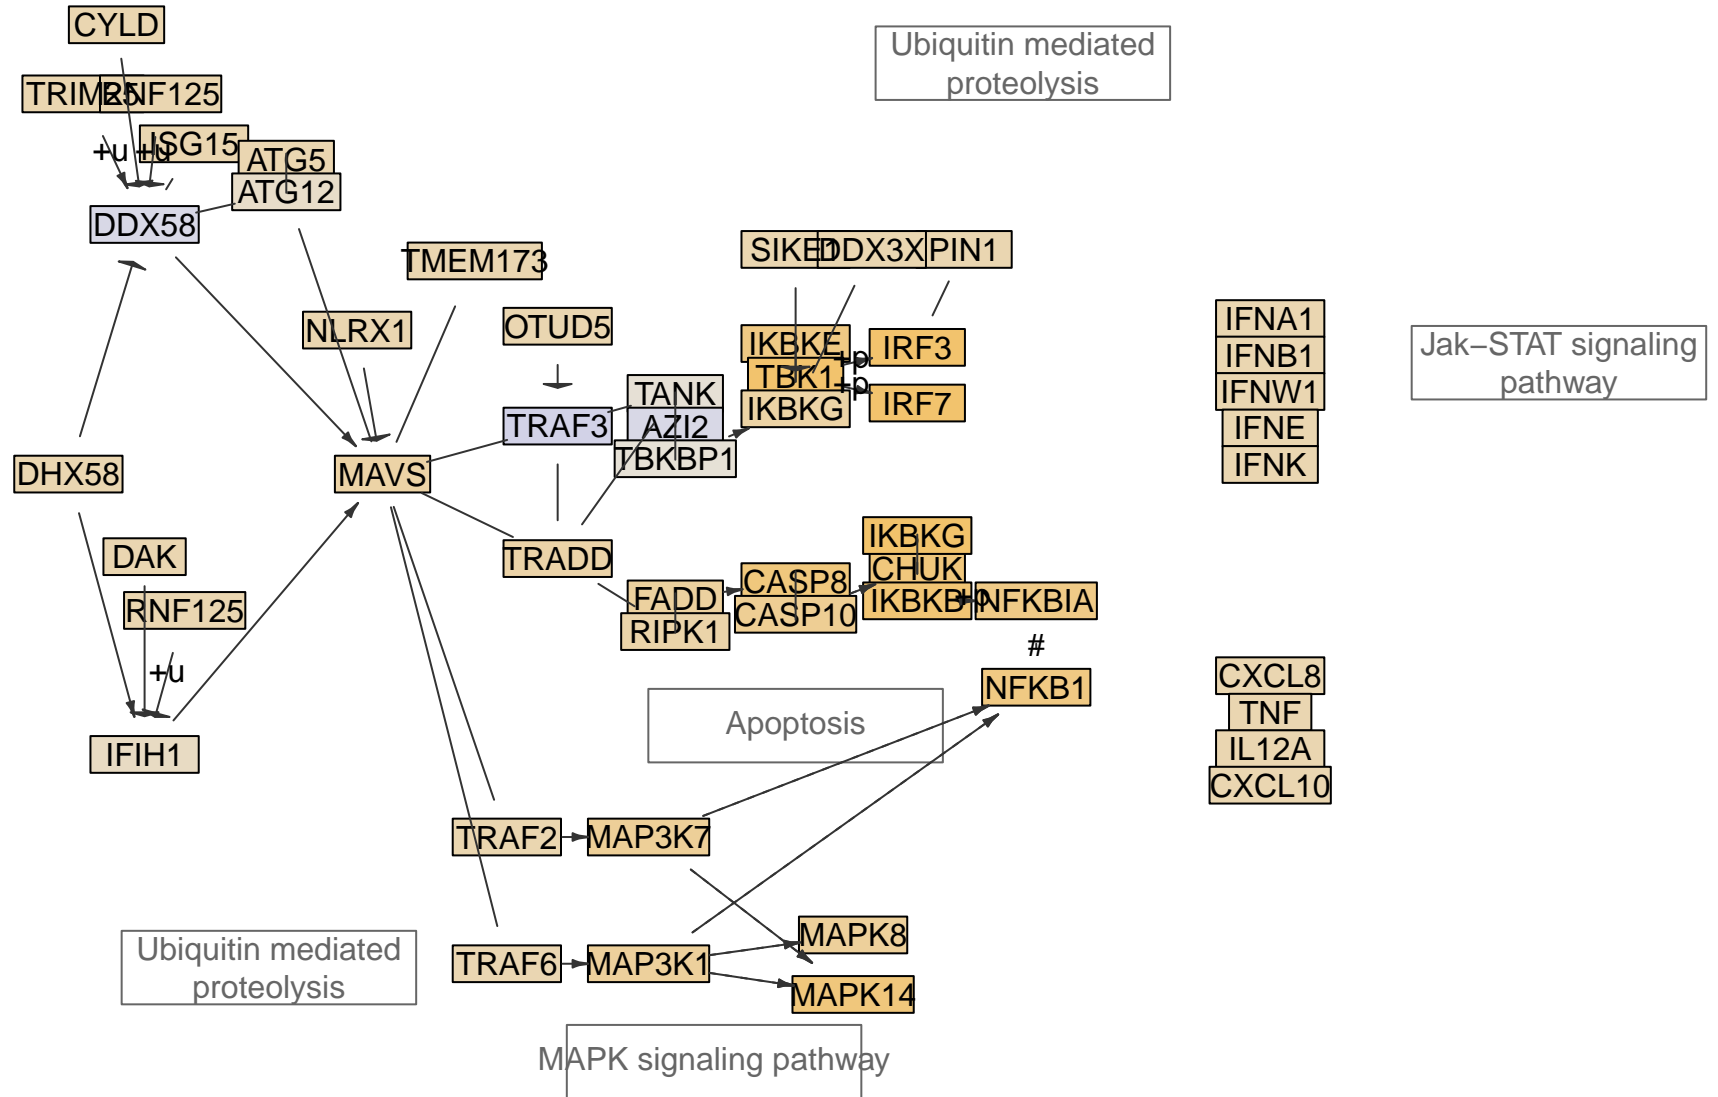 CYLD
Ubiquitin mediated
proteolysis
TRIM25
RNF125
ISG15
+u
+u
ATG5
ATG12
DDX58
TMEM173
SIKE1
DDX3X
PIN1
NLRX1
OTUD5
IKBKE
TBK1
IKBKG
+p
+p
IRF3
IRF7
IFNA1
IFNB1
IFNW1
IFNE
IFNK
Jak−STAT signaling
pathway
TRAF3
TANK
AZI2
TBKBP1
DHX58
MAVS
DAK
RNF125
+u
TRADD
FADD
RIPK1
CASP8
CASP10
IKBKG
CHUK
IKBKB
+p
NFKBIA
#
NFKB1
CXCL8
TNF
IL12A
CXCL10
IFIH1
Apoptosis
TRAF2
MAP3K7
Ubiquitin mediated
proteolysis
TRAF6
MAP3K1
MAPK8
MAPK14
MAPK signaling pathway